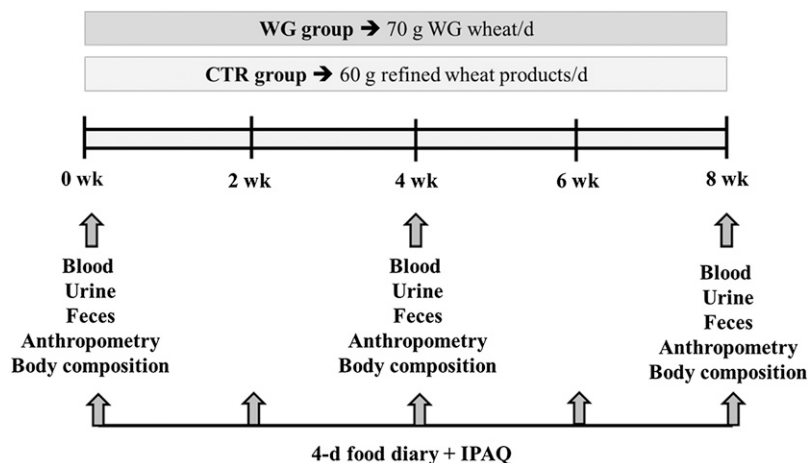 WG group ➔ 70 g WG wheat/d
CTR group ➔ 60 g refined wheat products/d
0 wk
2 wk
4 wk
6 wk
8 wk
Blood
Urine
Feces
Anthropometry
Body composition
Blood
Urine
Feces
Anthropometry
Body composition
Blood
Urine
Feces
Anthropometry
Body composition
4-d food diary + IPAQ